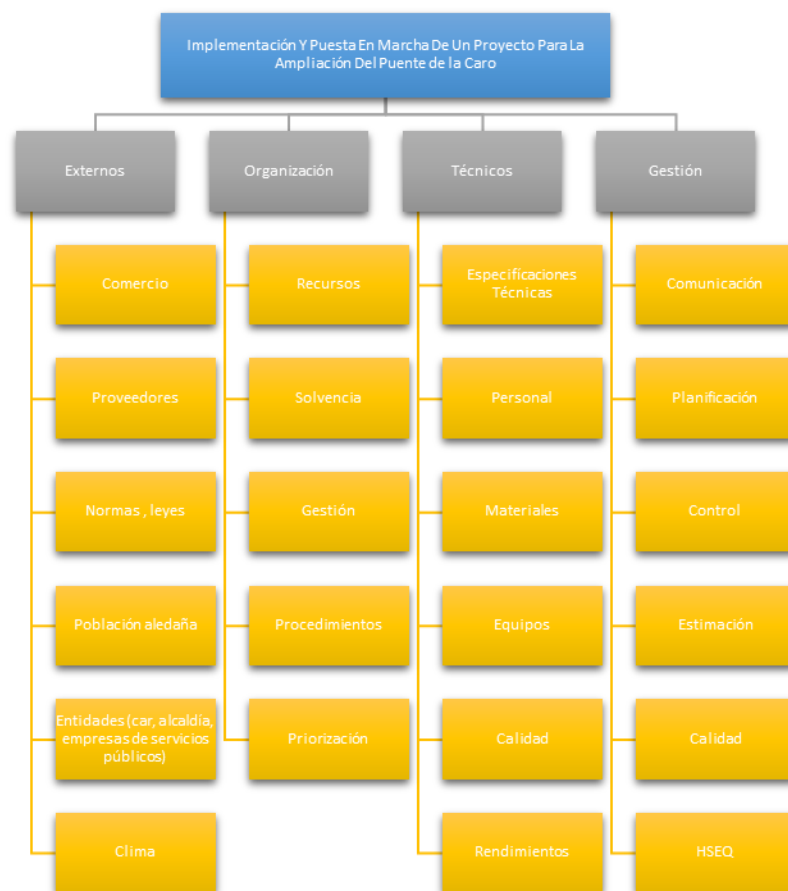 Implementación Y Puesta En Marcha De Un Proyecto Para La
Ampliación Del Puente de la Caro
Externos
Organización
Técnicos
Gestión
Comercio
Proveedores
Normas , leyes
Población aledaña
Entidades (car, alcaldía,
empresas de servicios
públicos)
Clima
Recursos
Solvencia
Gestión
Procedimientos
Priorización
Especificaciones
Técnicas
Personal
Materiales
Equipos
Calidad
Rendimientos
Comunicación
Planificación
Control
Estimación
Calidad
HSEQ